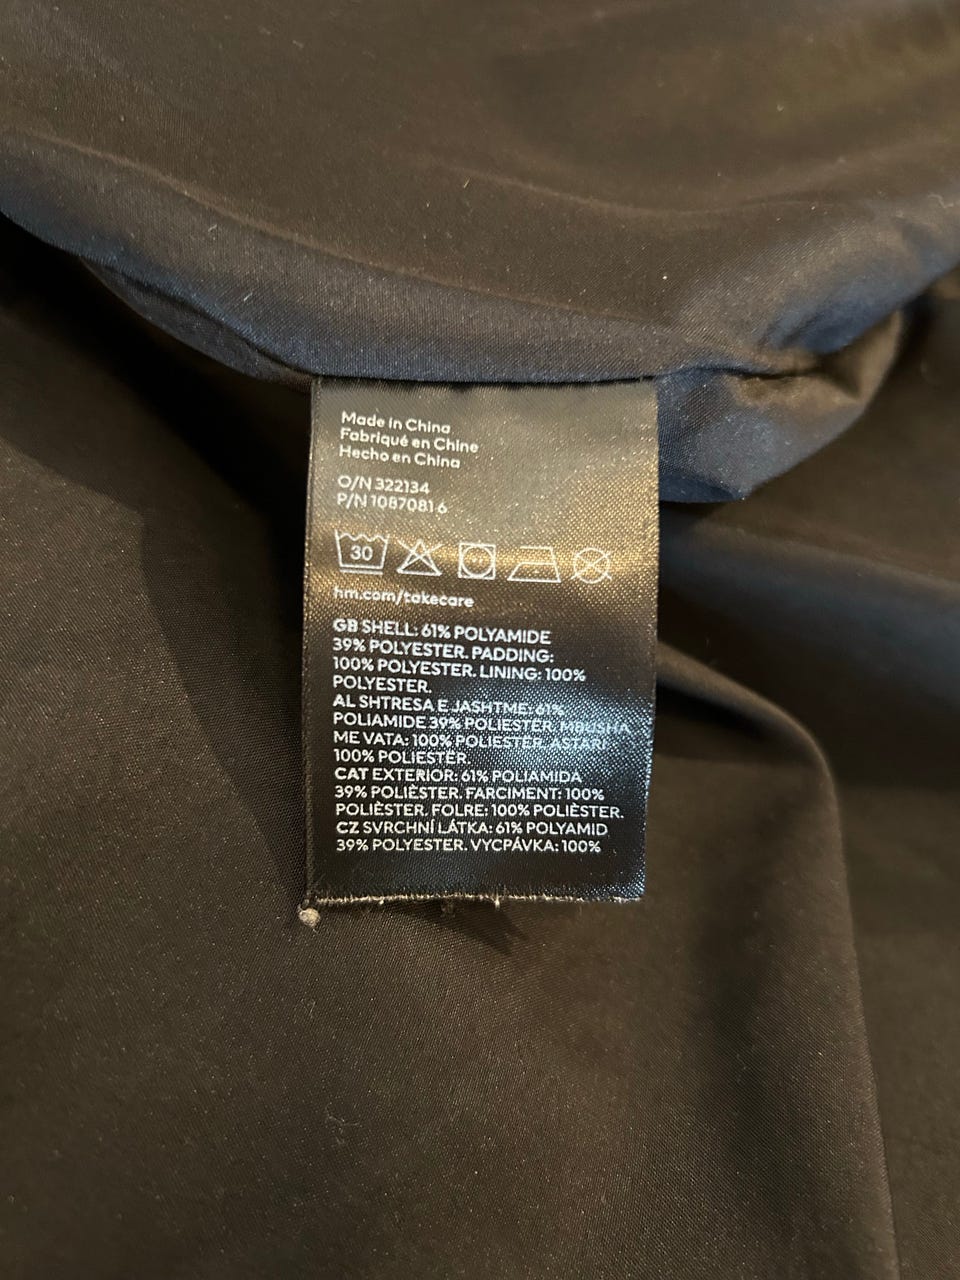 Made in China
Fabriqué en Chine
Hecho en China
O/N 322134
P/N 1087081 6
30
hm.com/takecare
GB SHELL: 61% POLYAMIDE
39% POLYESTER. PADDING:
100% POLYESTER. LINING: 100%
POLYESTER.
AL SHTRESA E JASHTME: 61%
POLIAMIDE 39% POLIESTER. MBUSHA
ME VATA: 100% POLIESTER. ASTARI:
100% POLIESTER.
CAT EXTERIOR: 61% POLIAMIDA
39% POLIÈSTER. FARCIMENT: 100%
POLIÈSTER. FOLRE: 100% POLIÈSTER.
CZ SVRCHNÍ LÁTKA: 61% POLYAMID
39% POLYESTER. VYCPÁVKA: 100%